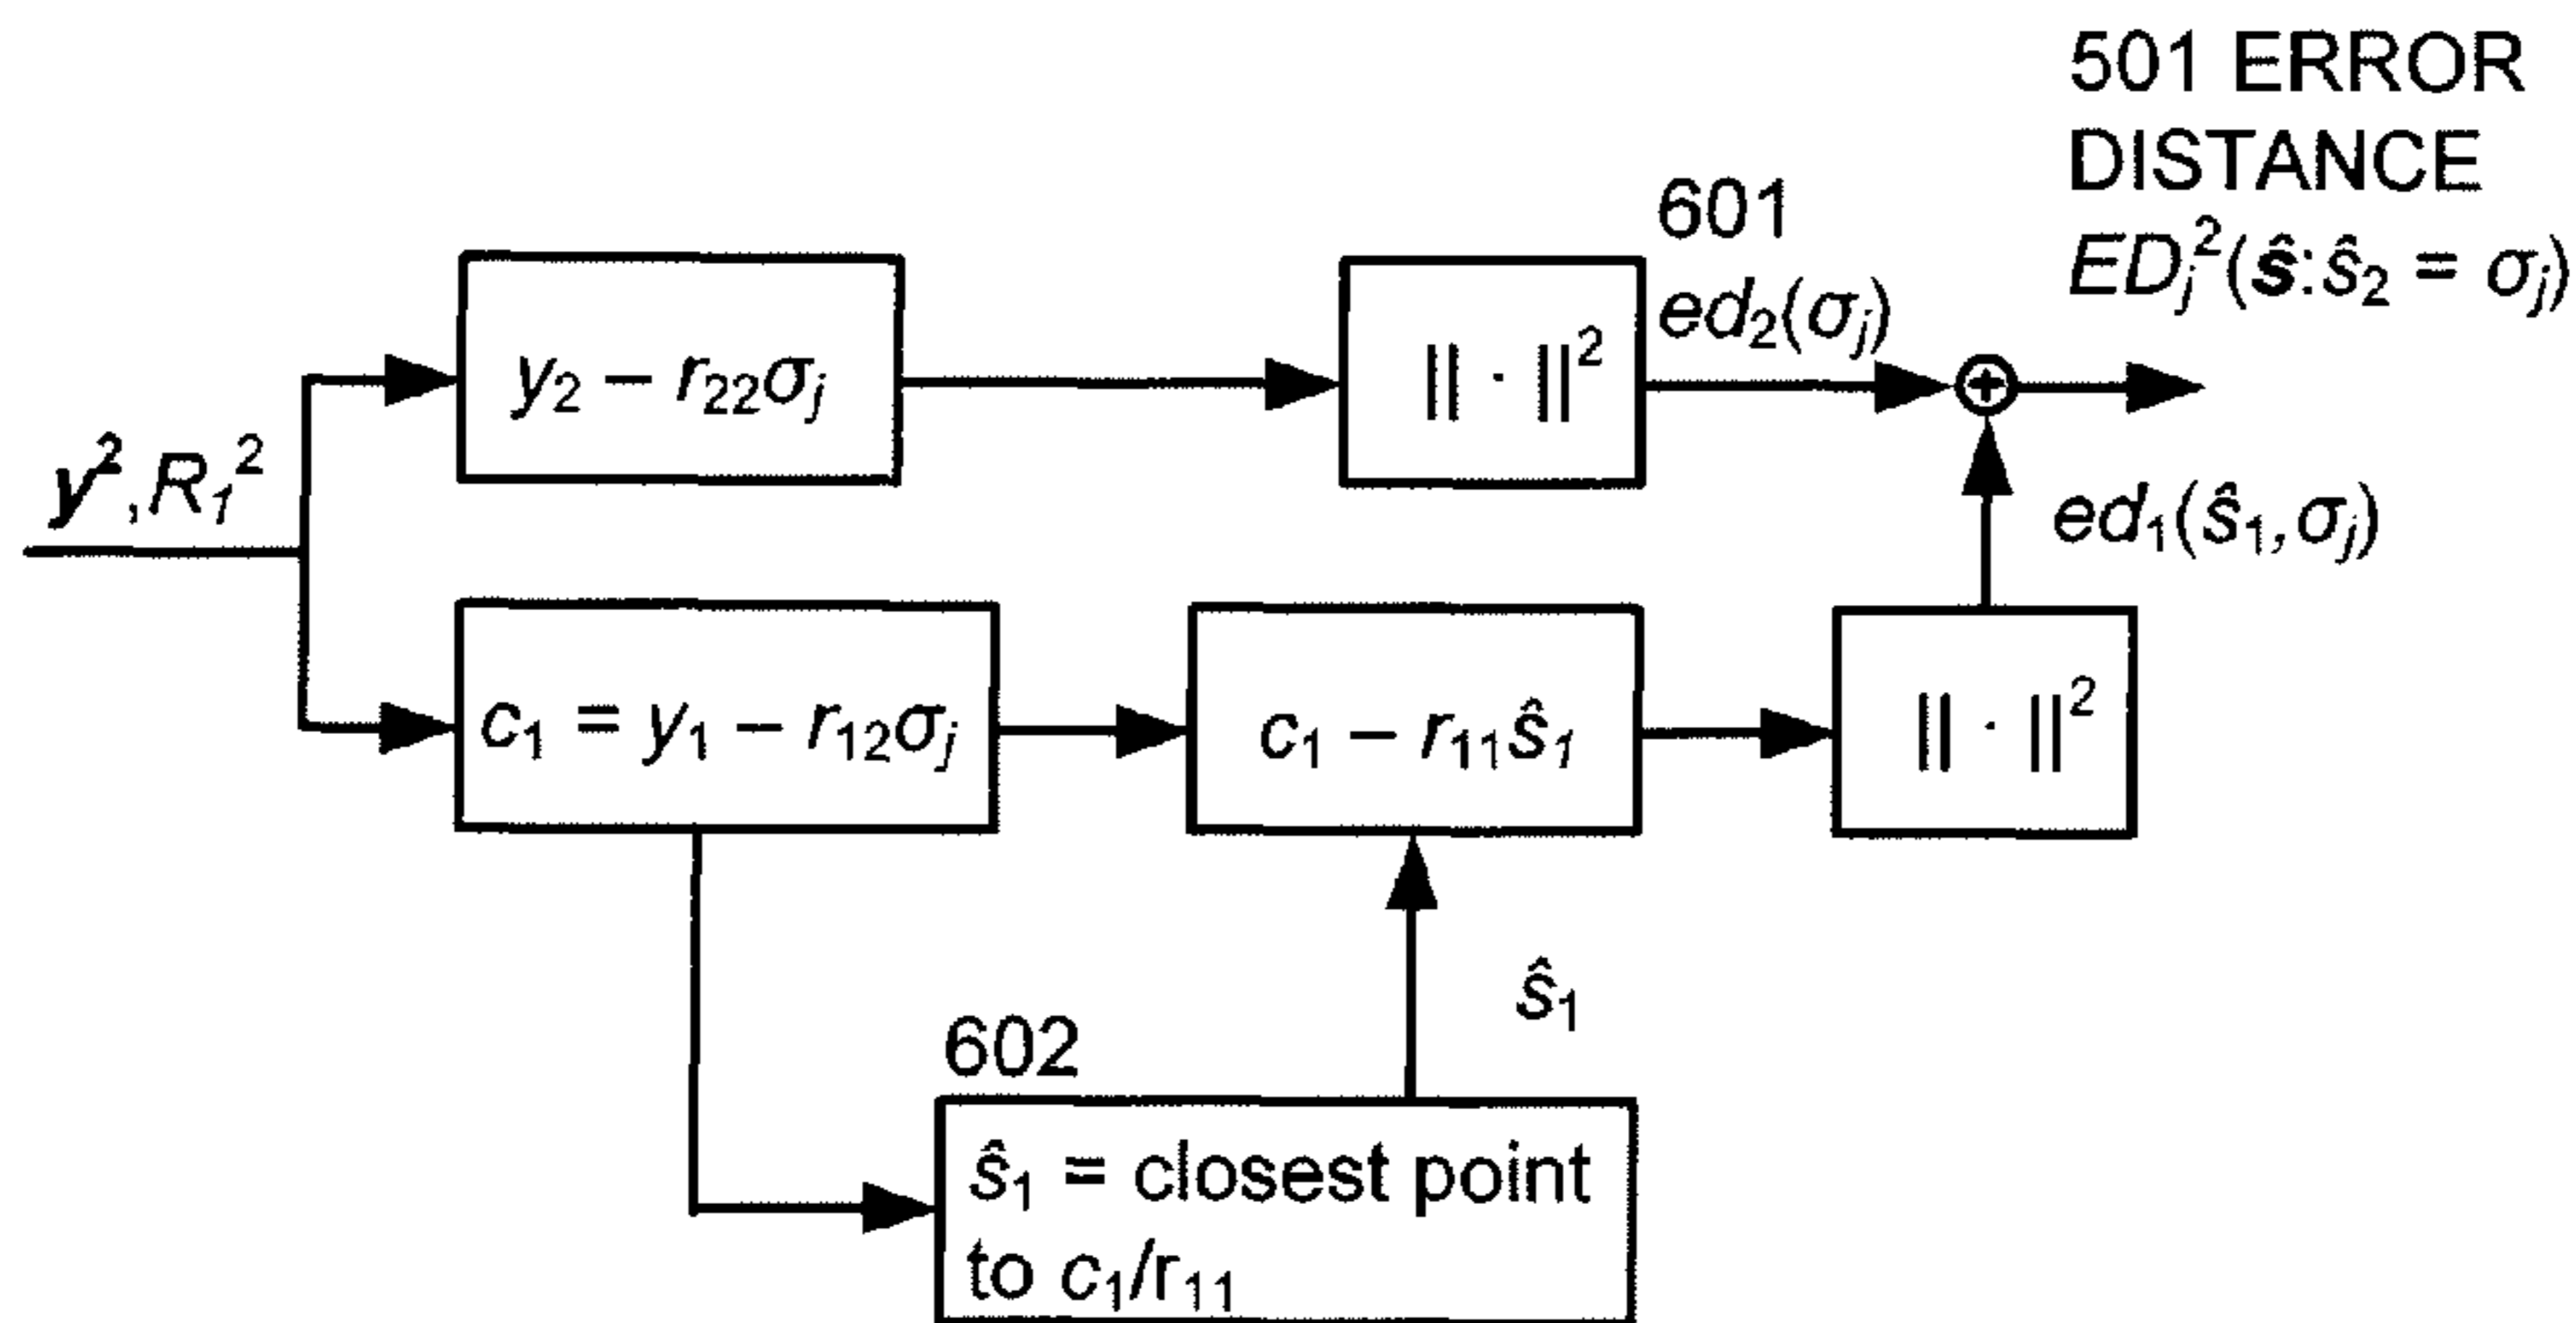 501 ERROR
DISTANCE
EDⱼ²(ŝ:ŝ₂ = σⱼ)
601
ed₂(σⱼ)
y₂ – r₂₂σⱼ
|| · ||²
y², R₁²
ed₁(ŝ₁,σⱼ)
c₁ = y₁ – r₁₂σⱼ
c₁ – r₁₁ŝ₁
|| · ||²
ŝ₁
602
ŝ₁ = closest point
to c₁/r₁₁